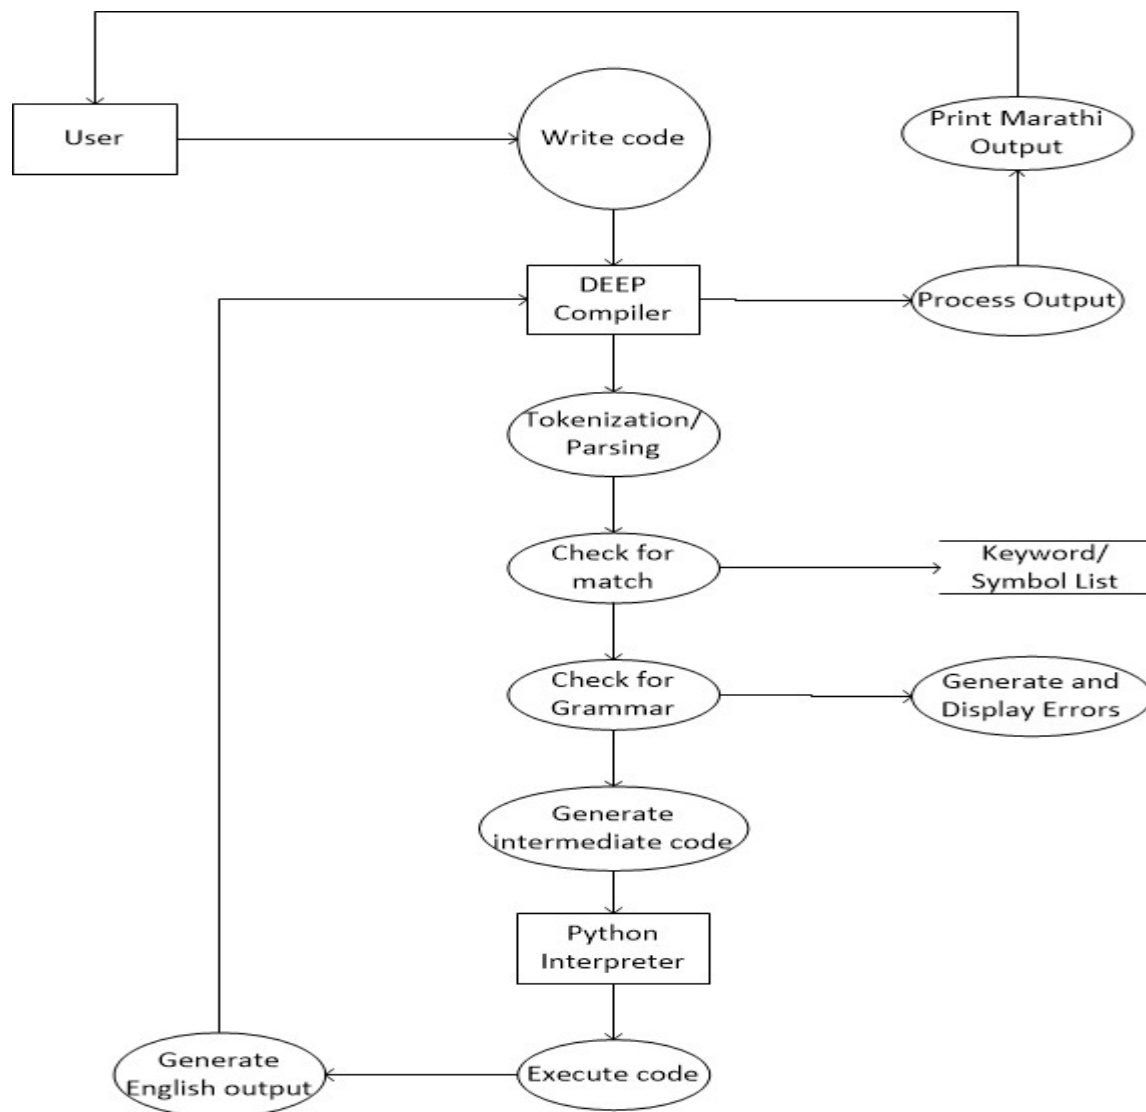 User
Write code
Print Marathi
Output
DEEP
Compiler
Process Output
Tokenization/
Parsing
Check for
match
Keyword/
Symbol List
Check for
Grammar
Generate and
Display Errors
Generate
intermediate code
Python
Interpreter
Generate
English output
Execute code